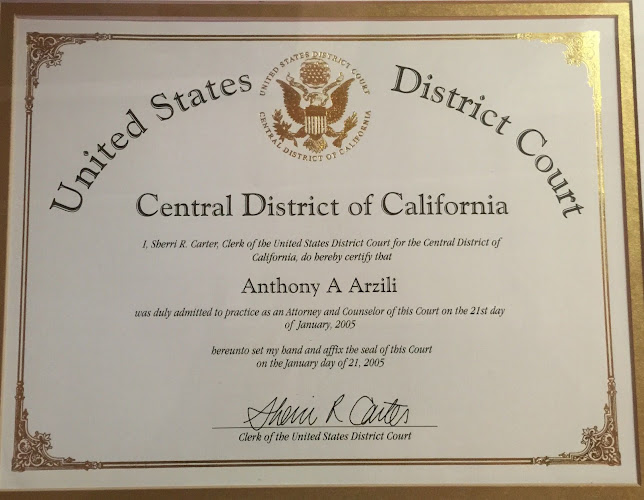 United States District Court
UNITED STATES DISTRICT COURT
CENTRAL DISTRICT OF CALIFORNIA
Central District of California
I, Sherri R. Carter, Clerk of the United States District Court for the Central District of
California, do hereby certify that
Anthony A Arzili
was duly admitted to practice as an Attorney and Counselor of this Court on the 21st day
of January, 2005
hereunto set my hand and affix the seal of this Court
on the January day of 21, 2005
Sherri R Carter
Clerk of the United States District Court